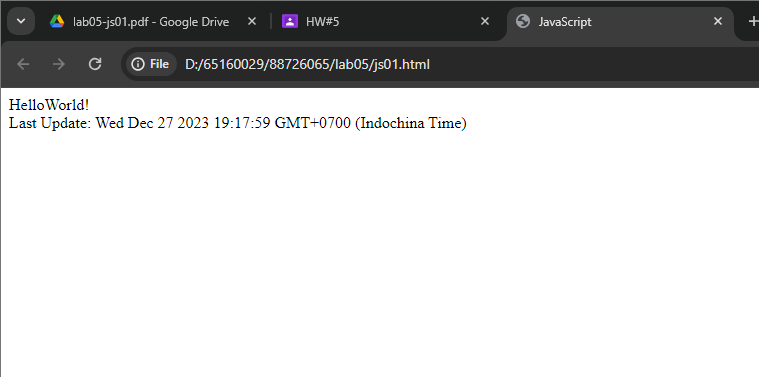 lab05-js01.pdf - Google Drive
HW#5
JavaScript
File
D:/65160029/88726065/lab05/js01.html
HelloWorld!
Last Update: Wed Dec 27 2023 19:17:59 GMT+0700 (Indochina Time)